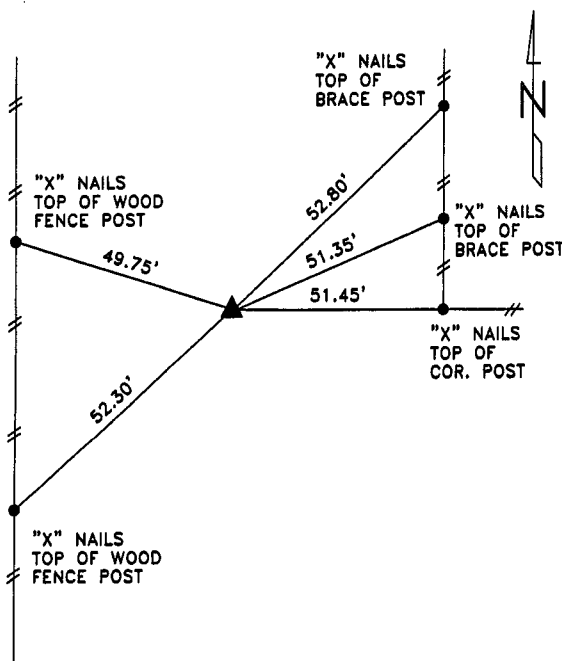 "X" NAILS
TOP OF
BRACE POST
N
"X" NAILS
TOP OF WOOD
FENCE POST
52.80'
"X" NAILS
TOP OF
BRACE POST
49.75'
51.35'
51.45'
"X" NAILS
TOP OF
COR. POST
52.30'
"X" NAILS
TOP OF WOOD
FENCE POST